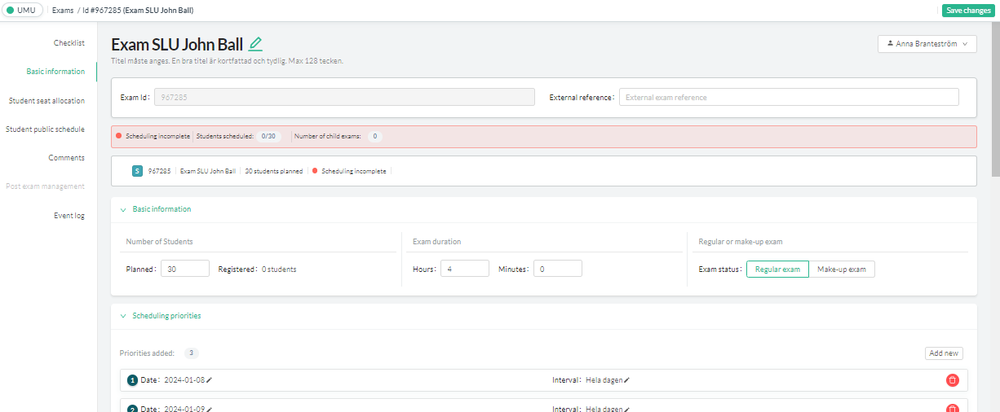 UMU Exams / Id #967285 (Exam SLU John Ball) Save changes
Checklist
Basic information
Student seat allocation
Student public schedule
Comments
Post exam management
Event log
Exam SLU John Ball
Anna Branteström
Titel måste anges. En bra titel är kortfattad och tydlig. Max 128 tecken.
Exam Id: 967285 External reference: External exam reference
Scheduling incomplete Students scheduled: 0/30 Number of child exams: 0
S 967285 Exam SLU John Ball 30 students planned Scheduling incomplete
Basic information
Number of Students Exam duration Regular or make-up exam
Planned: 30 Registered: 0 students Hours: 4 Minutes: 0 Exam status: Regular exam Make-up exam
Scheduling priorities
Priorities added: 3 Add new
1 Date: 2024-01-08 Interval: Hela dagen
2 Date: 2024-01-09 Interval: Hela dagen